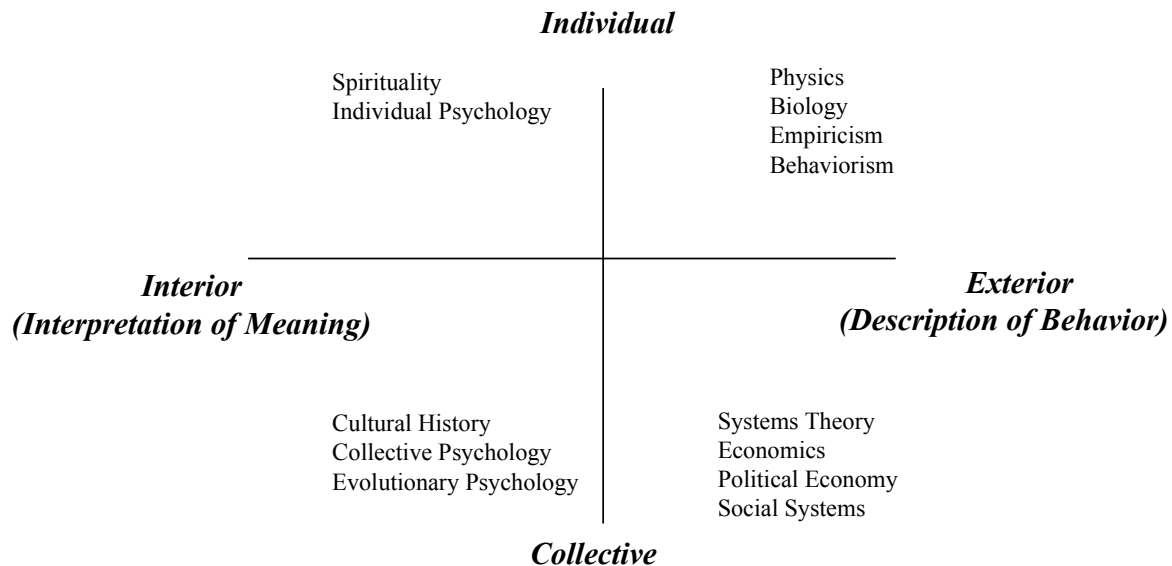 Individual
Spirituality
Individual Psychology
Physics
Biology
Empiricism
Behaviorism
Interior
(Interpretation of Meaning)
Exterior
(Description of Behavior)
Cultural History
Collective Psychology
Evolutionary Psychology
Systems Theory
Economics
Political Economy
Social Systems
Collective